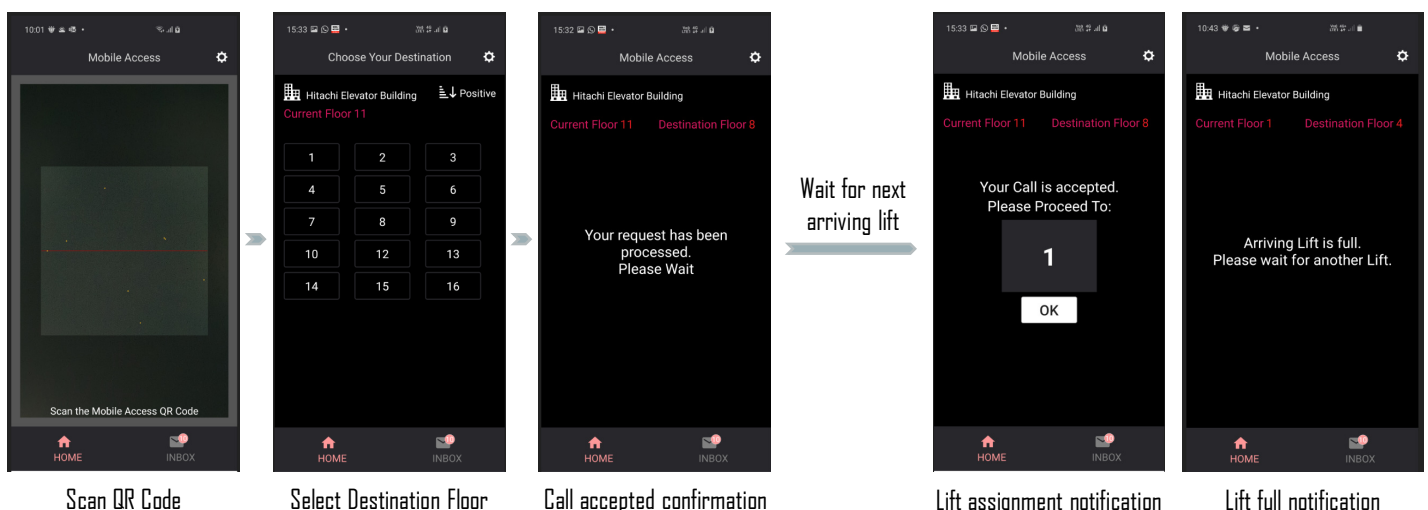 10:01
Mobile Access
Scan the Mobile Access QR Code
HOME
10
INBOX
Scan QR Code
15:33
Choose Your Destination
Hitachi Elevator Building
Positive
Current Floor 11
1
2
3
4
5
6
7
8
9
10
12
13
14
15
16
HOME
10
INBOX
Select Destination Floor
15:32
Mobile Access
Hitachi Elevator Building
Current Floor 11
Destination Floor 8
Your request has been
processed.
Please Wait
HOME
10
INBOX
Call accepted confirmation
Wait for next
arriving lift
15:33
Mobile Access
Hitachi Elevator Building
Current Floor 11
Destination Floor 8
Your Call is accepted.
Please Proceed To:
1
OK
HOME
10
INBOX
Lift assignment notification
10:43
Mobile Access
Hitachi Elevator Building
Current Floor 1
Destination Floor 4
Arriving Lift is full.
Please wait for another Lift.
HOME
10
INBOX
Lift full notification